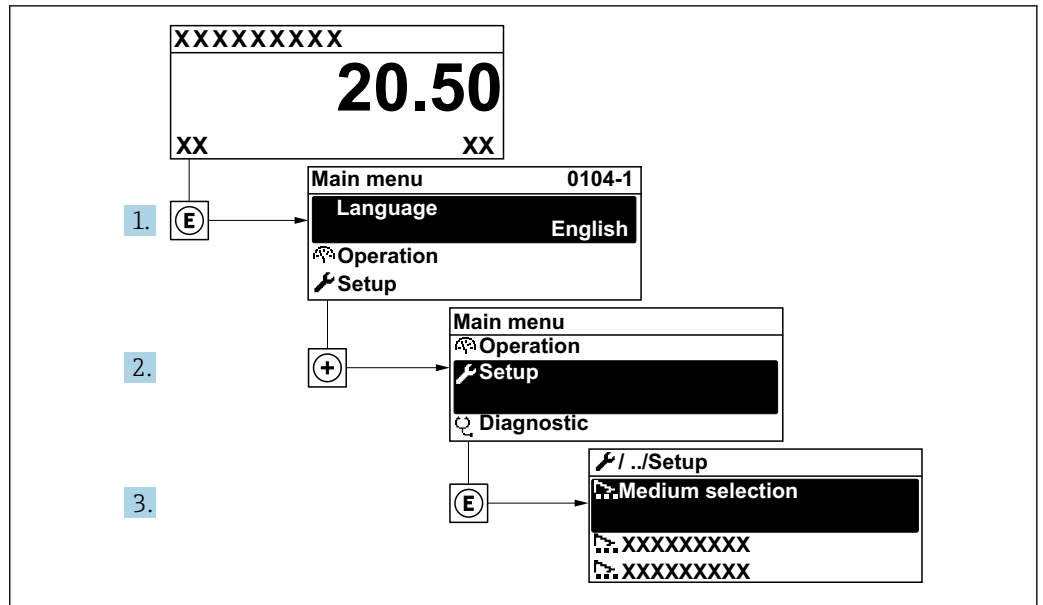 XXXXXXXXX
20.50
XX XX
Main menu 0104-1
Language
English
Operation
Setup
1. E
Main menu
Operation
Setup
Diagnostic
2. +
/ ../Setup
Medium selection
XXXXXXXXX
XXXXXXXXX
3. E